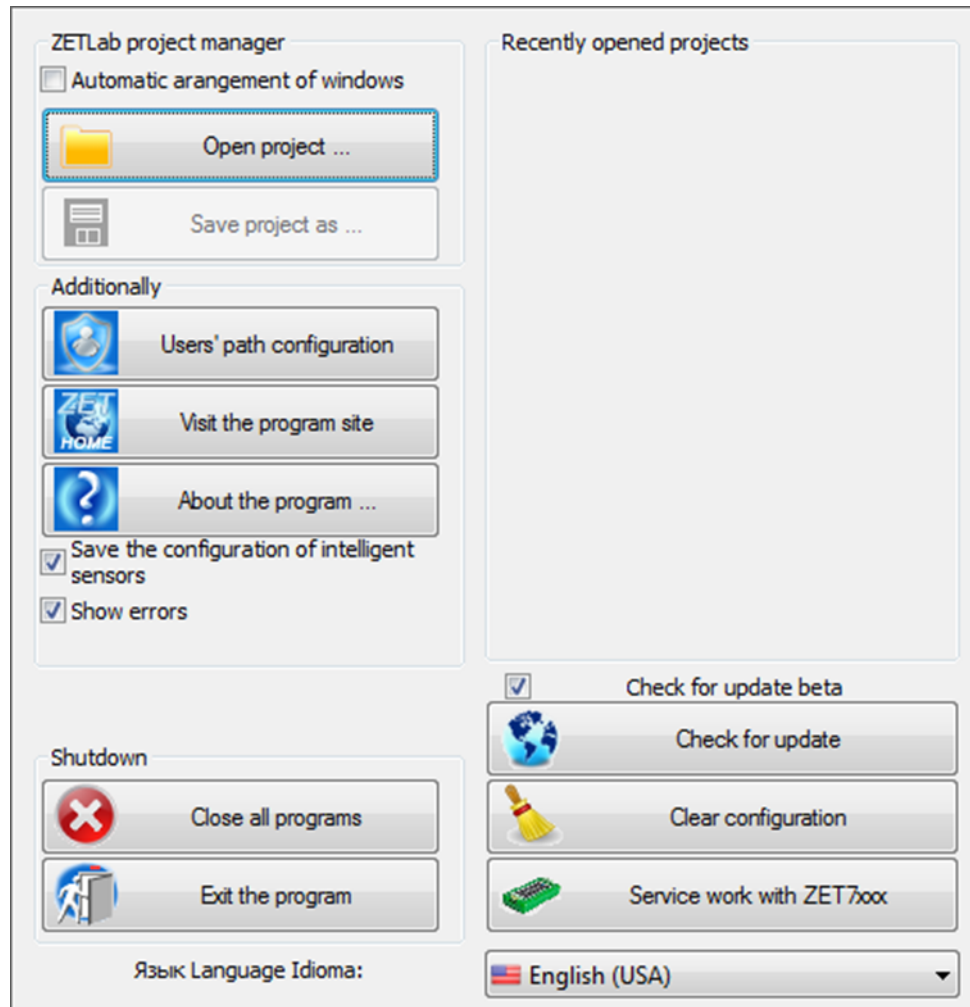 ZETLab project manager
Automatic arangement of windows
Open project ...
Save project as ...
Additionally
Users' path configuration
ZET
HOME
Visit the program site
About the program ...
Save the configuration of intelligent
sensors
Show errors
Shutdown
Close all programs
Exit the program
Язык Language Idioma:
Recently opened projects
Check for update beta
Check for update
Clear configuration
Service work with ZET7xxx
English (USA)